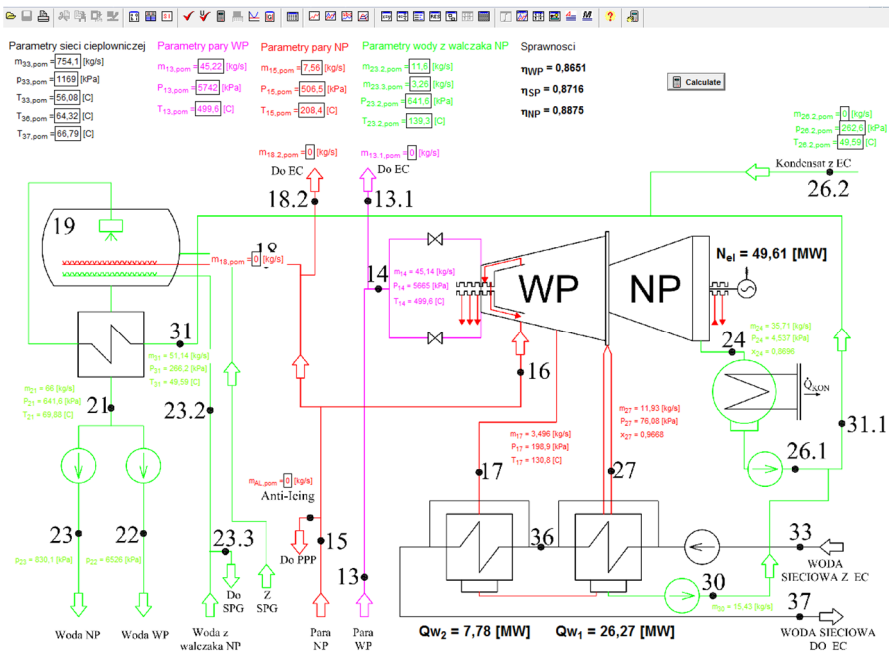 Calculate
Parametry sieci cieplowniczej
m33,pom = 754,1 [kg/s]
p33,pom = 1169 [kPa]
T33,pom = 56,08 [C]
T36,pom = 64,32 [C]
T37,pom = 66,79 [C]
Parametry pary WP
m13,pom = 45,22 [kg/s]
P13,pom = 5742 [kPa]
T13,pom = 499,6 [C]
Parametry pary NP
m15,pom = 7,56 [kg/s]
P15,pom = 506,5 [kPa]
T15,pom = 208,4 [C]
Parametry wody z walczaka NP
m23.2,pom = 11,6 [kg/s]
m23.3,pom = 3,26 [kg/s]
P23.2,pom = 641,6 [kPa]
T23.2,pom = 139,3 [C]
Sprawnosci
ηWP = 0,8651
ηSP = 0,8716
ηNP = 0,8875
m26.2,pom = 0 [kg/s]
p26.2,pom = 262,6 [kPa]
T26.2,pom = 49,59 [C]
Kondensat z EC
26.2
m18.2,pom = 0 [kg/s]
Do EC
18.2
m13.1,pom = 0 [kg/s]
Do EC
13.1
19
18
m18,pom = 0 [kg/s]
14
m14 = 45,14 [kg/s]
P14 = 5665 [kPa]
T14 = 499,6 [C]
WP
NP
Nel = 49,61 [MW]
31
m31 = 51,14 [kg/s]
P31 = 266,2 [kPa]
T31 = 49,59 [C]
16
24
m24 = 35,71 [kg/s]
P24 = 4,537 [kPa]
x24 = 0,8696
Q̇KON
m21 = 66 [kg/s]
P21 = 641,6 [kPa]
T21 = 69,88 [C]
21
23.2
m17 = 3,496 [kg/s]
P17 = 198,9 [kPa]
T17 = 130,8 [C]
m27 = 11,93 [kg/s]
P27 = 76,08 [kPa]
x27 = 0,9668
31.1
26.1
17
27
mAL,pom = 0 [kg/s]
Anti-Icing
23
22
23.3
p23 = 830,1 [kPa]
p22 = 6526 [kPa]
Do PPP
15
13
36
33
WODA
SIECIOWA Z EC
30
m30 = 15,43 [kg/s]
37
WODA SIECIOWA
DO EC
Do
SPG
Z
SPG
Woda NP
Woda WP
Woda z
walczaka NP
Para
NP
Para
WP
Qw2 = 7,78 [MW]
Qw1 = 26,27 [MW]